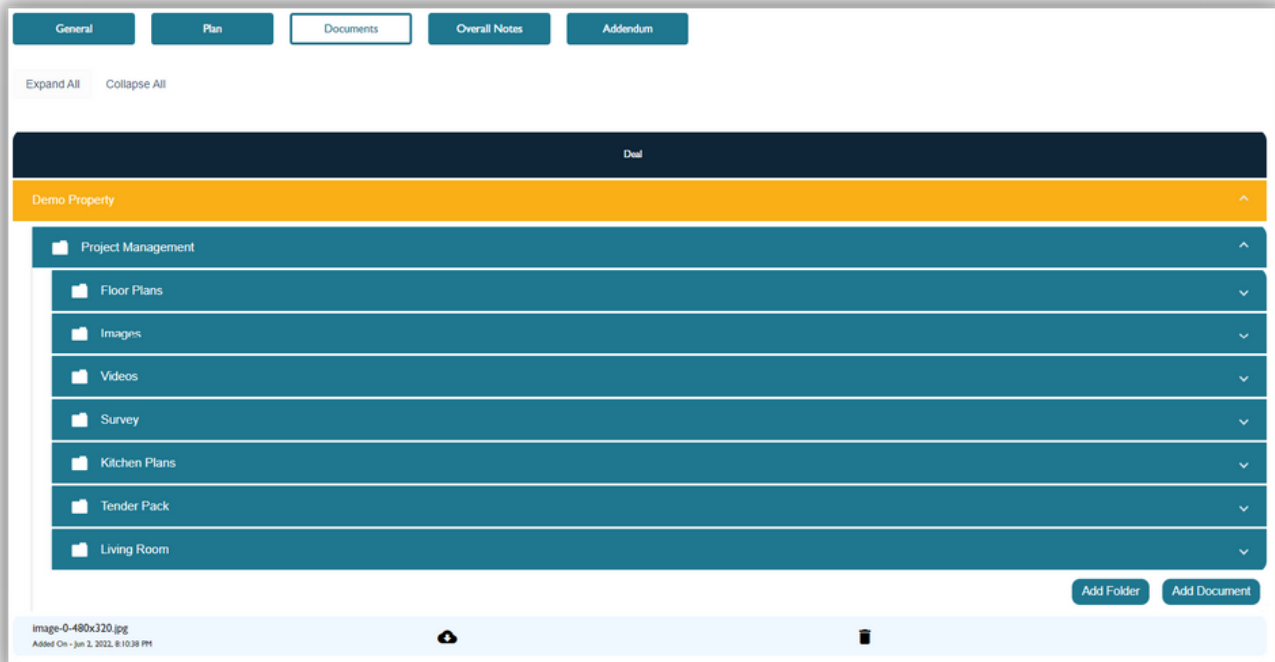 General Plan Documents Overall Notes Addendum
Expand All Collapse All
Deal
Demo Property
Project Management
Floor Plans
Images
Videos
Survey
Kitchen Plans
Tender Pack
Living Room
Add Folder Add Document
image-0-480x320.jpg
Added On - Jun 2, 2022, 8:10:38 PM